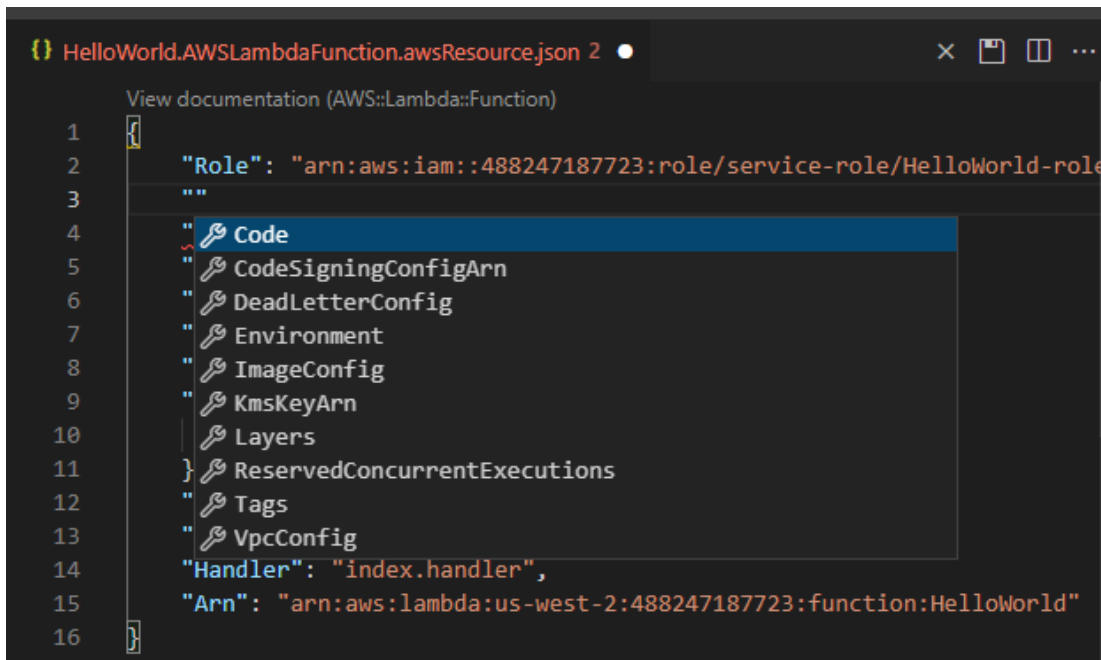 {} HelloWorld.AWSLambdaFunction.awsResource.json 2
View documentation (AWS::Lambda::Function)
1 {
2 "Role": "arn:aws:iam::488247187723:role/service-role/HelloWorld-role
3 ""
4 " Code
5 " CodeSigningConfigArn
6 " DeadLetterConfig
7 " Environment
8 " ImageConfig
9 " KmsKeyArn
10 Layers
11 } ReservedConcurrentExecutions
12 " Tags
13 " VpcConfig
14 "Handler": "index.handler",
15 "Arn": "arn:aws:lambda:us-west-2:488247187723:function:HelloWorld"
16 }